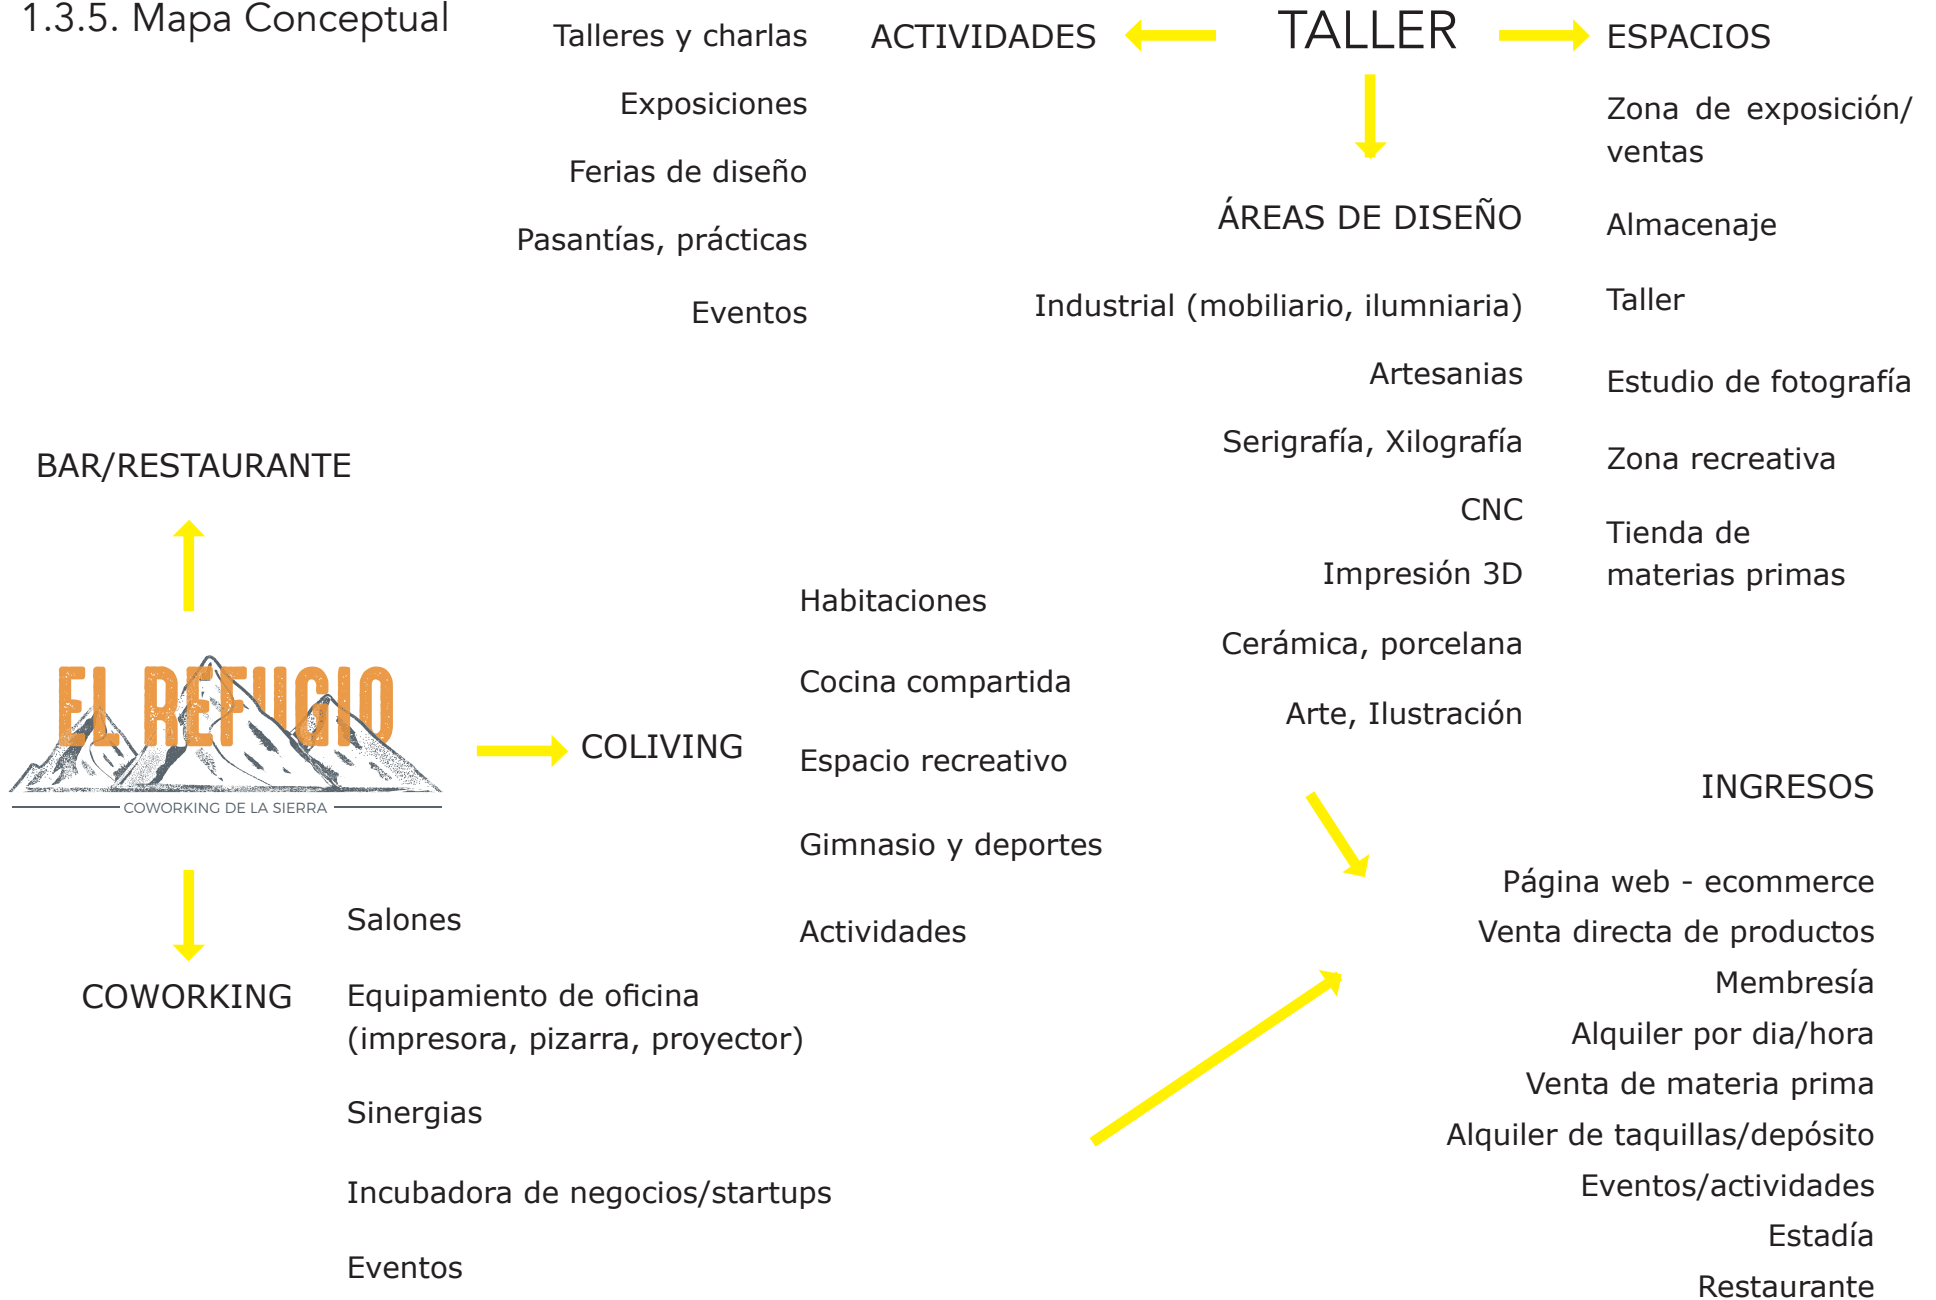 1.3.5. Mapa Conceptual
TALLER
ACTIVIDADES
Talleres y charlas
Exposiciones
Ferias de diseño
Pasantías, prácticas
Eventos
ÁREAS DE DISEÑO
Industrial (mobiliario, ilumniaria)
Artesanias
Serigrafía, Xilografía
CNC
Impresión 3D
Cerámica, porcelana
Arte, Ilustración
ESPACIOS
Zona de exposición/
ventas
Almacenaje
Taller
Estudio de fotografía
Zona recreativa
Tienda de
materias primas
BAR/RESTAURANTE
EL REFUGIO
COWORKING DE LA SIERRA
COLIVING
Habitaciones
Cocina compartida
Espacio recreativo
Gimnasio y deportes
Actividades
COWORKING
Salones
Equipamiento de oficina
(impresora, pizarra, proyector)
Sinergias
Incubadora de negocios/startups
Eventos
INGRESOS
Página web - ecommerce
Venta directa de productos
Membresía
Alquiler por dia/hora
Venta de materia prima
Alquiler de taquillas/depósito
Eventos/actividades
Estadía
Restaurante